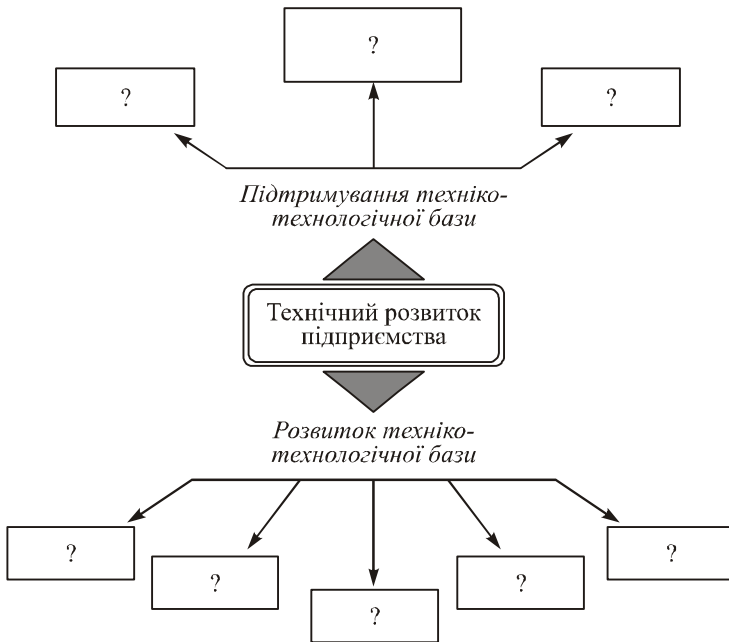 ?
?
?
Підтримування техніко-
технологічної бази
Технічний розвиток
підприємства
Розвиток техніко-
технологічної бази
?
?
?
?
?